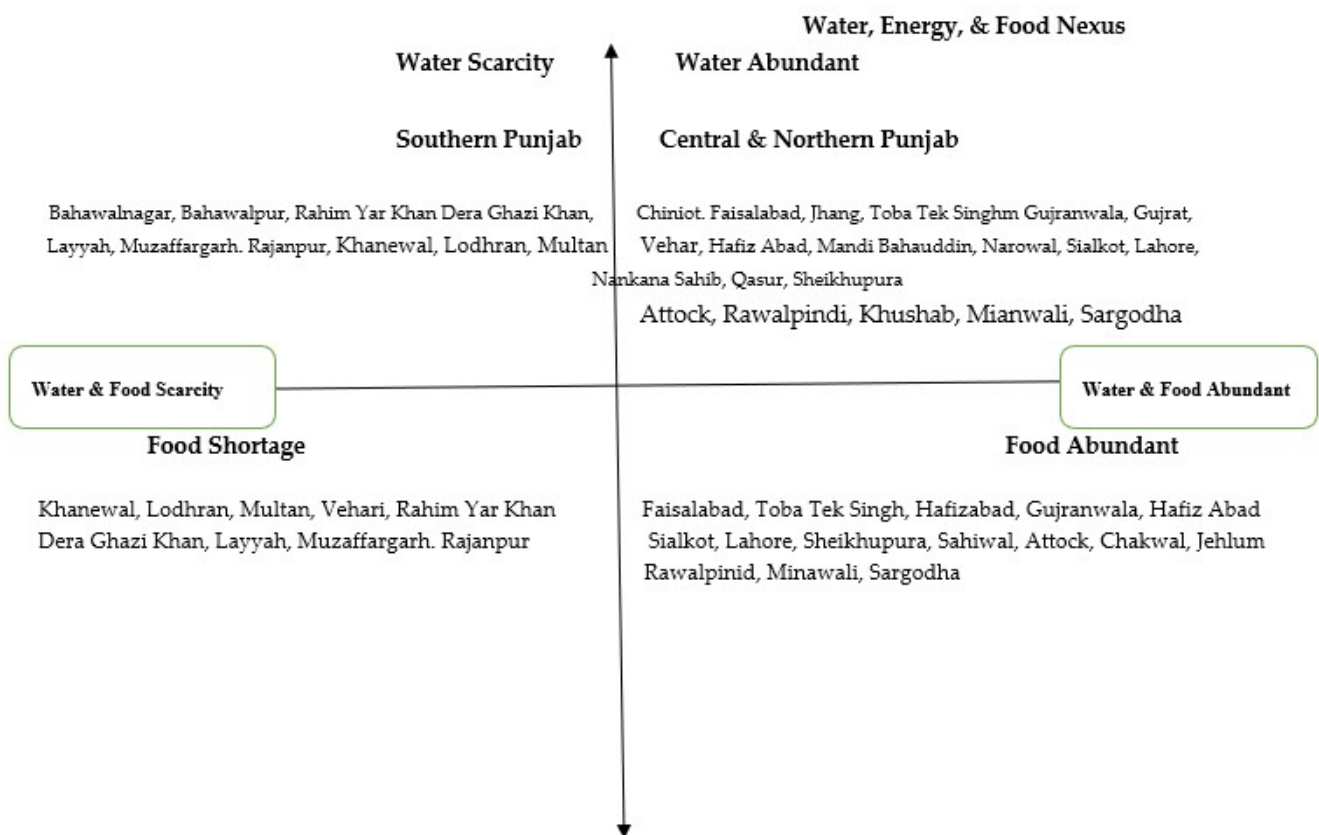 Water, Energy, & Food Nexus
Water Scarcity
Water Abundant
Southern Punjab
Central & Northern Punjab
Bahawalnagar, Bahawalpur, Rahim Yar Khan Dera Ghazi Khan,
Layyah, Muzaffargarh. Rajanpur, Khanewal, Lodhran, Multan
Chiniot. Faisalabad, Jhang, Toba Tek Singhm Gujranwala, Gujrat,
Vehar, Hafiz Abad, Mandi Bahauddin, Narowal, Sialkot, Lahore,
Nankana Sahib, Qasur, Sheikhupura
Attock, Rawalpindi, Khushab, Mianwali, Sargodha
Water & Food Scarcity
Water & Food Abundant
Food Shortage
Food Abundant
Khanewal, Lodhran, Multan, Vehari, Rahim Yar Khan
Dera Ghazi Khan, Layyah, Muzaffargarh. Rajanpur
Faisalabad, Toba Tek Singh, Hafizabad, Gujranwala, Hafiz Abad
Sialkot, Lahore, Sheikhupura, Sahiwal, Attock, Chakwal, Jehlum
Rawalpinid, Minawali, Sargodha